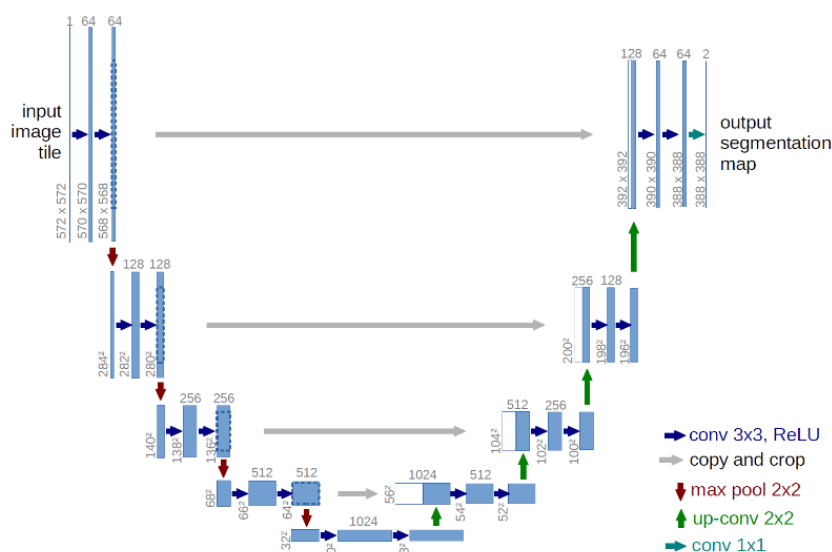 1 64 64
128 64 64 2
input
image
tile
output
segmentation
map
572 x 572
570 x 570
568 x 568
392 x 392
390 x 390
388 x 388
388 x 388
128 128
256 128
284²
282²
280²
200²
198²
196²
256 256
512 256
140²
138²
136²
104²
102²
100²
512 512
1024 512
68²
66²
64²
56²
54²
52²
1024
32²
conv 3x3, ReLU
copy and crop
max pool 2x2
up-conv 2x2
conv 1x1